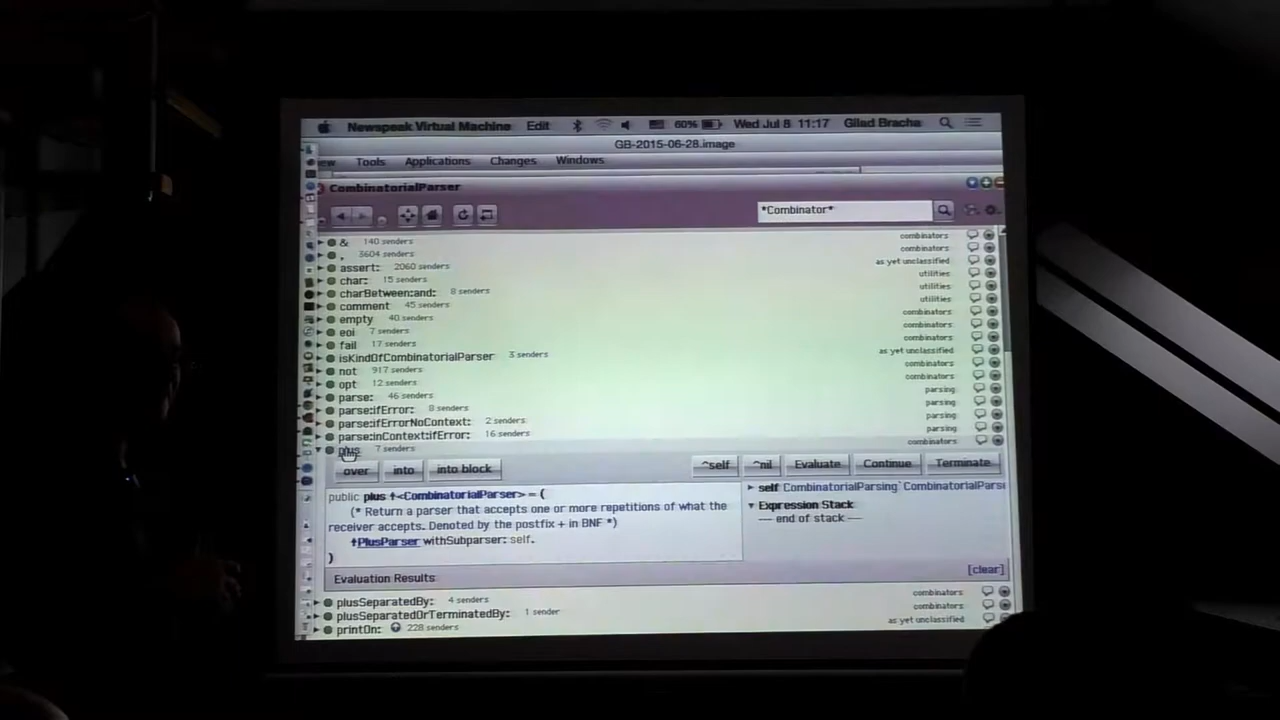 Newspeak Virtual Machine Edit 60% Wed Jul 8 11:17 Gilad Bracha
GB-2015-06-28.image
ew Tools Applications Changes Windows
CombinatorialParser
*Combinator*
& 140 senders combinators
, 3604 senders combinators
assert: 2060 senders as yet unclassified
char: 15 senders utilities
charBetween:and: 8 senders utilities
comment 45 senders utilities
empty 40 senders combinators
eoi 7 senders combinators
fail 17 senders combinators
isKindOfCombinatorialParser 3 senders as yet unclassified
not 917 senders combinators
opt 12 senders combinators
parse: 46 senders parsing
parse:ifError: 8 senders parsing
parse:ifErrorNoContext: 2 senders parsing
parse:inContext:ifError: 16 senders parsing
plus 7 senders combinators
over into into block ^self ^nil Evaluate Continue Terminate
public plus ↑<CombinatorialParser> = (
(* Return a parser that accepts one or more repetitions of what the
receiver accepts. Denoted by the postfix + in BNF *)
↑PlusParser withSubparser: self.
)
self CombinatorialParsing`CombinatorialParse
Expression Stack
--- end of stack ---
Evaluation Results [clear]
plusSeparatedBy: 4 senders combinators
plusSeparatedOrTerminatedBy: 1 sender combinators
printOn: 228 senders as yet unclassified